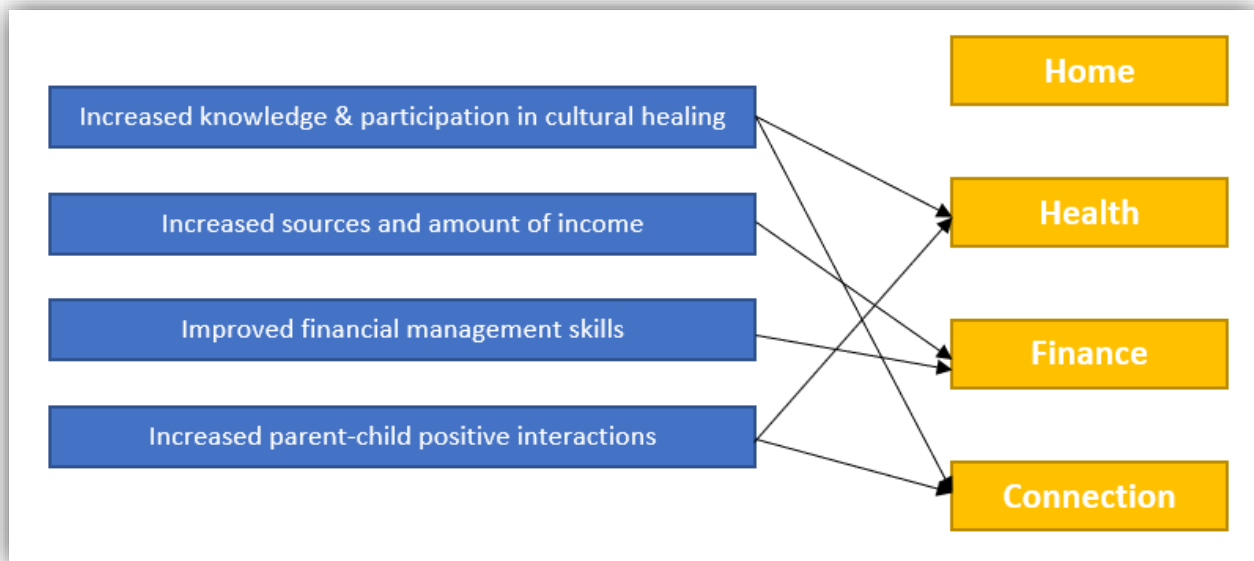 Increased knowledge & participation in cultural healing
Increased sources and amount of income
Improved financial management skills
Increased parent-child positive interactions
Home
Health
Finance
Connection